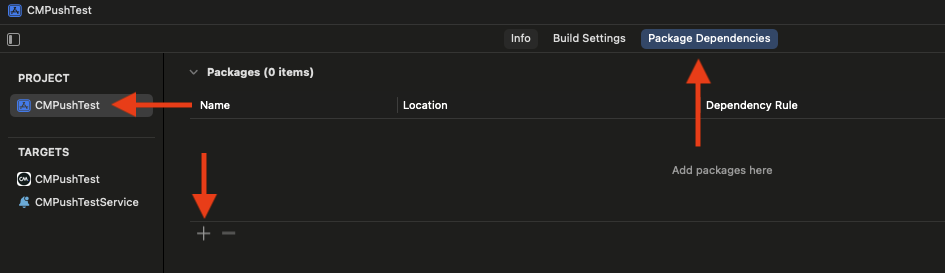 CMPushTest
Info Build Settings Package Dependencies
PROJECT
CMPushTest
TARGETS
CMPushTest
CMPushTestService
Packages (0 items)
Name Location Dependency Rule
Add packages here